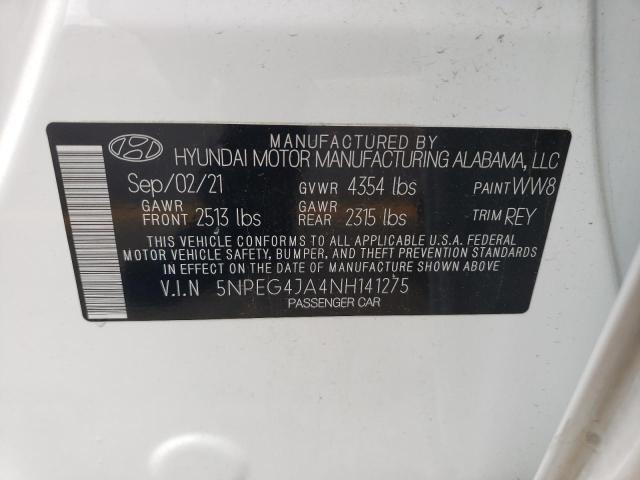 MANUFACTURED BY
HYUNDAI MOTOR MANUFACTURING ALABAMA, LLC
Sep/02/21 GVWR 4354 lbs PAINT WW8
GAWR FRONT 2513 lbs GAWR REAR 2315 lbs TRIM REY
THIS VEHICLE CONFORMS TO ALL APPLICABLE U.S.A. FEDERAL
MOTOR VEHICLE SAFETY, BUMPER, AND THEFT PREVENTION STANDARDS
IN EFFECT ON THE DATE OF MANUFACTURE SHOWN ABOVE
V.I.N 5NPEG4JA4NH141275
PASSENGER CAR